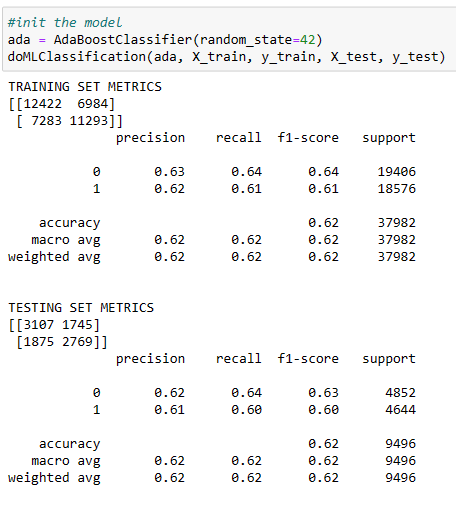 #init the model
ada = AdaBoostClassifier(random_state=42)
doMLClassification(ada, X_train, y_train, X_test, y_test)
TRAINING SET METRICS
[[12422  6984]
 [ 7283 11293]]
              precision    recall  f1-score   support
           0       0.63      0.64      0.64     19406
           1       0.62      0.61      0.61     18576
    accuracy                           0.62     37982
   macro avg       0.62      0.62      0.62     37982
weighted avg       0.62      0.62      0.62     37982
TESTING SET METRICS
[[3107 1745]
 [1875 2769]]
              precision    recall  f1-score   support
           0       0.62      0.64      0.63      4852
           1       0.61      0.60      0.60      4644
    accuracy                           0.62      9496
   macro avg       0.62      0.62      0.62      9496
weighted avg       0.62      0.62      0.62      9496